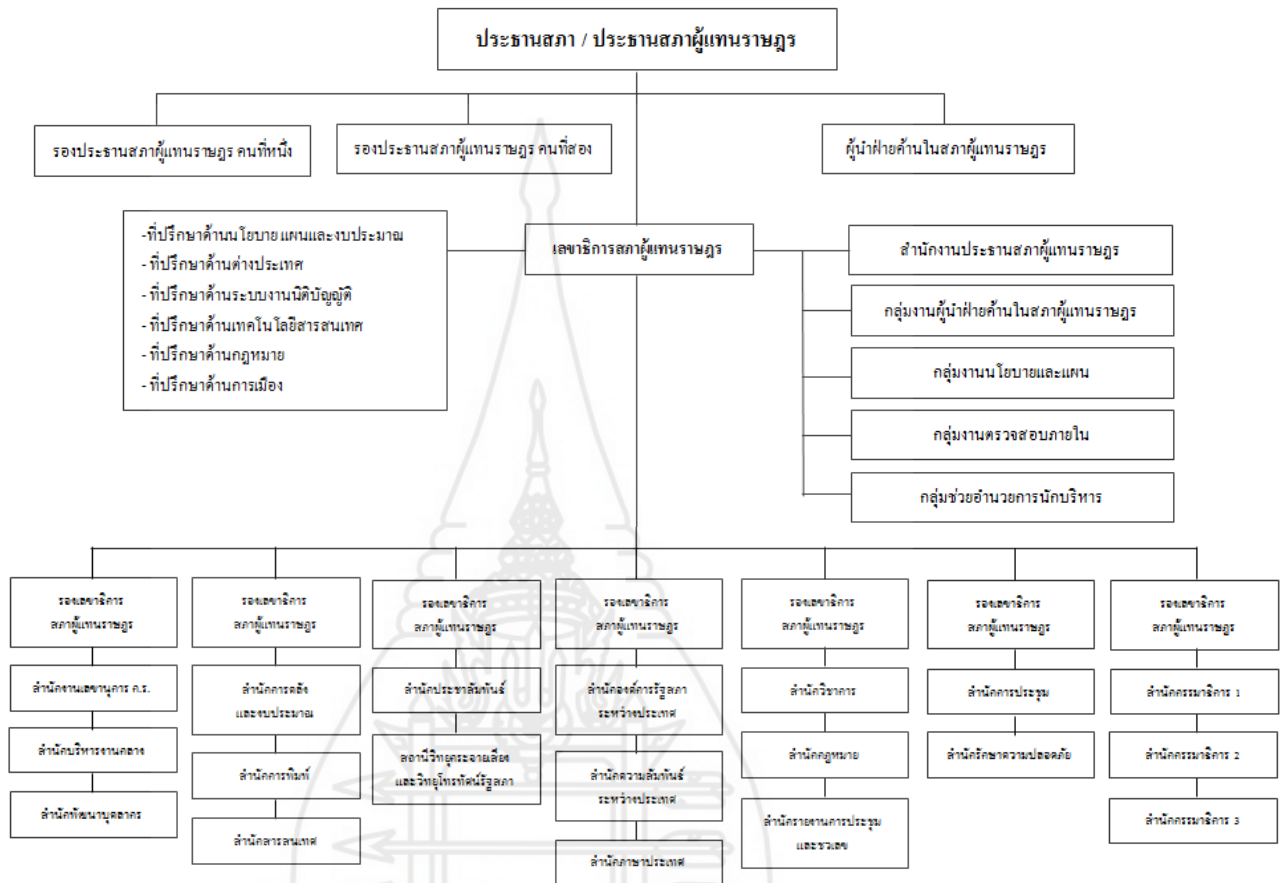 ประธานสภา / ประธานสภาผู้แทนราษฎร
รองประธานสภาผู้แทนราษฎร คนที่หนึ่ง
รองประธานสภาผู้แทนราษฎร คนที่สอง
ผู้นำฝ่ายค้านในสภาผู้แทนราษฎร
-ที่ปรึกษาด้านนโยบายแผนและงบประมาณ
- ที่ปรึกษาด้านต่างประเทศ
- ที่ปรึกษาด้านระบบงานนิติบัญญัติ
- ที่ปรึกษาด้านเทคโนโลยีสารสนเทศ
- ที่ปรึกษาด้านกฎหมาย
- ที่ปรึกษาด้านการเมือง
เลขาธิการสภาผู้แทนราษฎร
สำนักงานประธานสภาผู้แทนราษฎร
กลุ่มงานผู้นำฝ่ายค้านในสภาผู้แทนราษฎร
กลุ่มงานนโยบายและแผน
กลุ่มงานตรวจสอบภายใน
กลุ่มช่วยอำนวยการนักบริหาร
รองเลขาธิการ
สภาผู้แทนราษฎร
สำนักงานเลขานุการ ก.ร.
สำนักบริหารงานกลาง
สำนักพัฒนาบุคลากร
รองเลขาธิการ
สภาผู้แทนราษฎร
สำนักการคลัง
และงบประมาณ
สำนักการพิมพ์
สำนักสารสนเทศ
รองเลขาธิการ
สภาผู้แทนราษฎร
สำนักประชาสัมพันธ์
สถานีวิทยุกระจายเสียง
และวิทยุโทรทัศน์รัฐสภา
รองเลขาธิการ
สภาผู้แทนราษฎร
สำนักองค์การรัฐสภา
ระหว่างประเทศ
สำนักความสัมพันธ์
ระหว่างประเทศ
สำนักภาษาประเทศ
รองเลขาธิการ
สภาผู้แทนราษฎร
สำนักวิชาการ
สำนักกฎหมาย
สำนักรายงานการประชุม
และชวเลข
รองเลขาธิการ
สภาผู้แทนราษฎร
สำนักการประชุม
สำนักรักษาความปลอดภัย
รองเลขาธิการ
สภาผู้แทนราษฎร
สำนักกรรมาธิการ 1
สำนักกรรมาธิการ 2
สำนักกรรมาธิการ 3